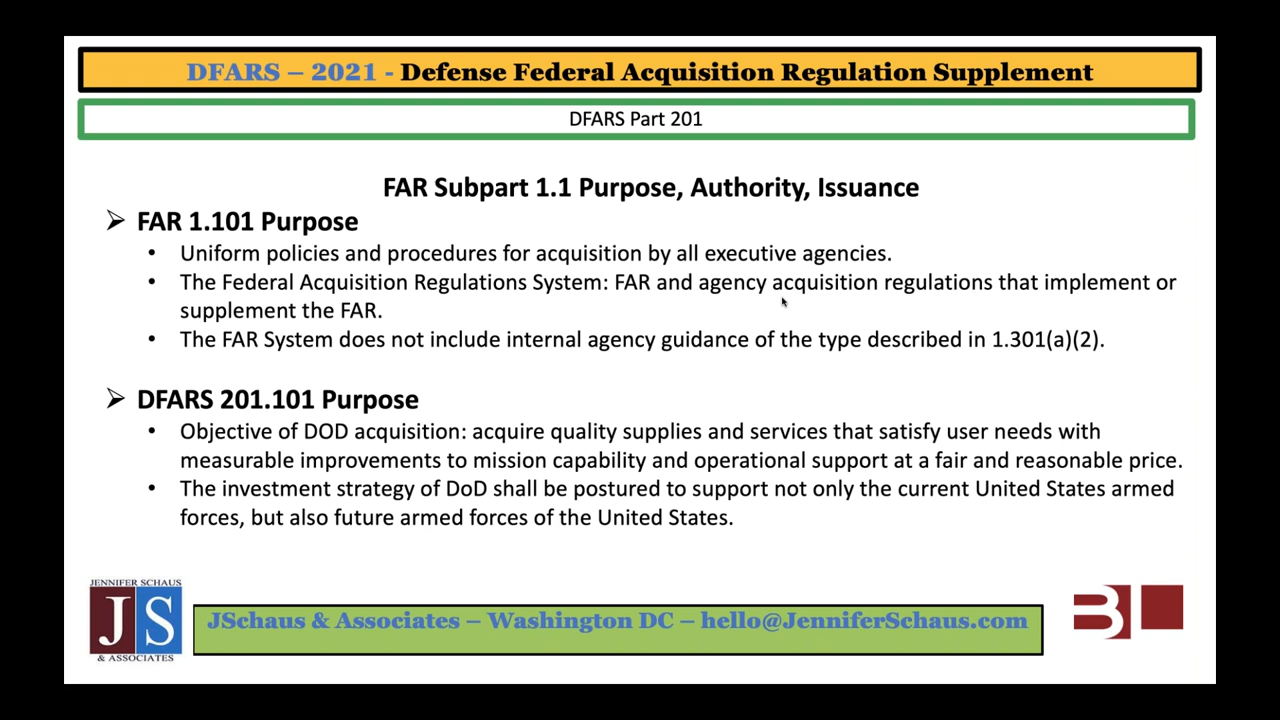 DFARS – 2021 - Defense Federal Acquisition Regulation Supplement
DFARS Part 201
FAR Subpart 1.1 Purpose, Authority, Issuance
➢ FAR 1.101 Purpose
• Uniform policies and procedures for acquisition by all executive agencies.
• The Federal Acquisition Regulations System: FAR and agency acquisition regulations that implement or
supplement the FAR.
• The FAR System does not include internal agency guidance of the type described in 1.301(a)(2).
➢ DFARS 201.101 Purpose
• Objective of DOD acquisition: acquire quality supplies and services that satisfy user needs with
measurable improvements to mission capability and operational support at a fair and reasonable price.
• The investment strategy of DoD shall be postured to support not only the current United States armed
forces, but also future armed forces of the United States.
JENNIFER SCHAUS
JS
& ASSOCIATES
JSchaus & Associates – Washington DC – hello@JenniferSchaus.com
B